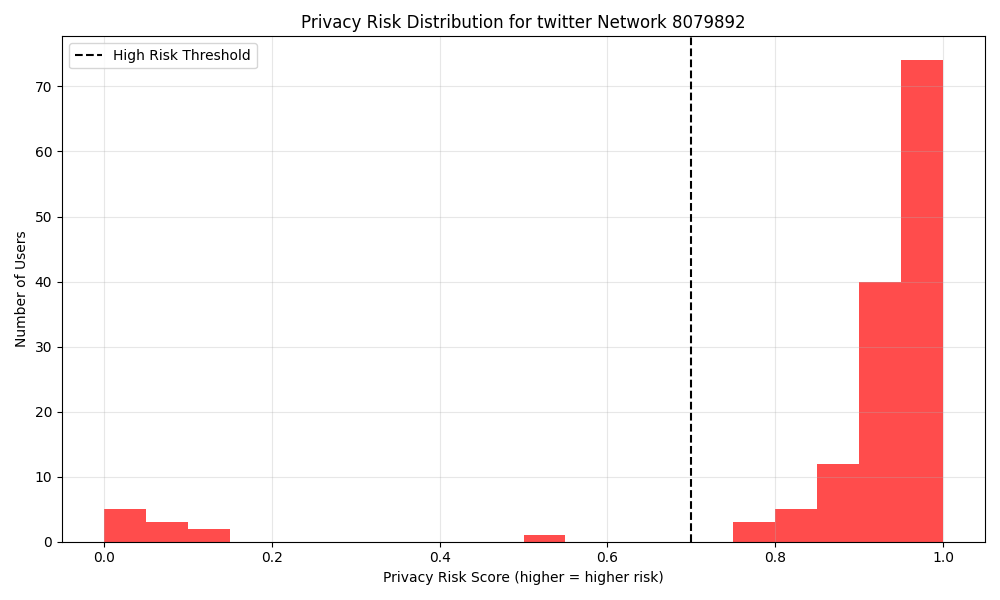 Privacy Risk Distribution for twitter Network 8079892
High Risk Threshold
Number of Users
70
60
50
40
30
20
10
0
0.0 0.2 0.4 0.6 0.8 1.0
Privacy Risk Score (higher = higher risk)